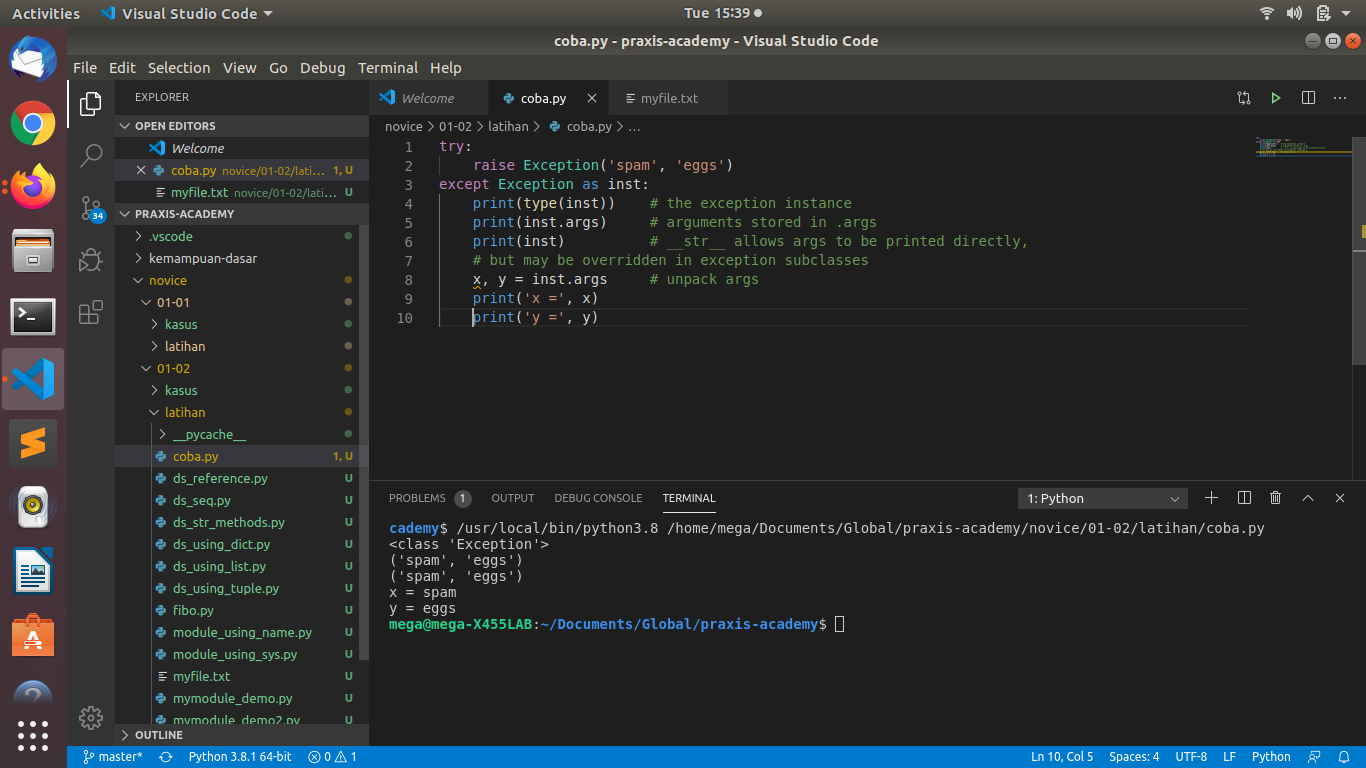 Activities Visual Studio Code Tue 15:39
coba.py - praxis-academy - Visual Studio Code
File Edit Selection View Go Debug Terminal Help
EXPLORER
OPEN EDITORS
Welcome
coba.py novice/01-02/lati... 1, U
myfile.txt novice/01-02/lati... U
PRAXIS-ACADEMY
.vscode
kemampuan-dasar
novice
01-01
kasus
latihan
01-02
kasus
latihan
__pycache__
coba.py 1, U
ds_reference.py U
ds_seq.py U
ds_str_methods.py U
ds_using_dict.py U
ds_using_list.py U
ds_using_tuple.py U
fibo.py U
module_using_name.py U
module_using_sys.py U
myfile.txt U
mymodule_demo.py U
mymodule_demo2.py U
OUTLINE
34
Welcome coba.py myfile.txt
novice > 01-02 > latihan > coba.py > ...
1 try:
2 raise Exception('spam', 'eggs')
3 except Exception as inst:
4 print(type(inst)) # the exception instance
5 print(inst.args) # arguments stored in .args
6 print(inst) # __str__ allows args to be printed directly,
7 # but may be overridden in exception subclasses
8 x, y = inst.args # unpack args
9 print('x =', x)
10 print('y =', y)
PROBLEMS 1 OUTPUT DEBUG CONSOLE TERMINAL 1: Python
cademy$ /usr/local/bin/python3.8 /home/mega/Documents/Global/praxis-academy/novice/01-02/latihan/coba.py
<class 'Exception'>
('spam', 'eggs')
('spam', 'eggs')
x = spam
y = eggs
mega@mega-X455LAB:~/Documents/Global/praxis-academy$
master* Python 3.8.1 64-bit 0 1 Ln 10, Col 5 Spaces: 4 UTF-8 LF Python